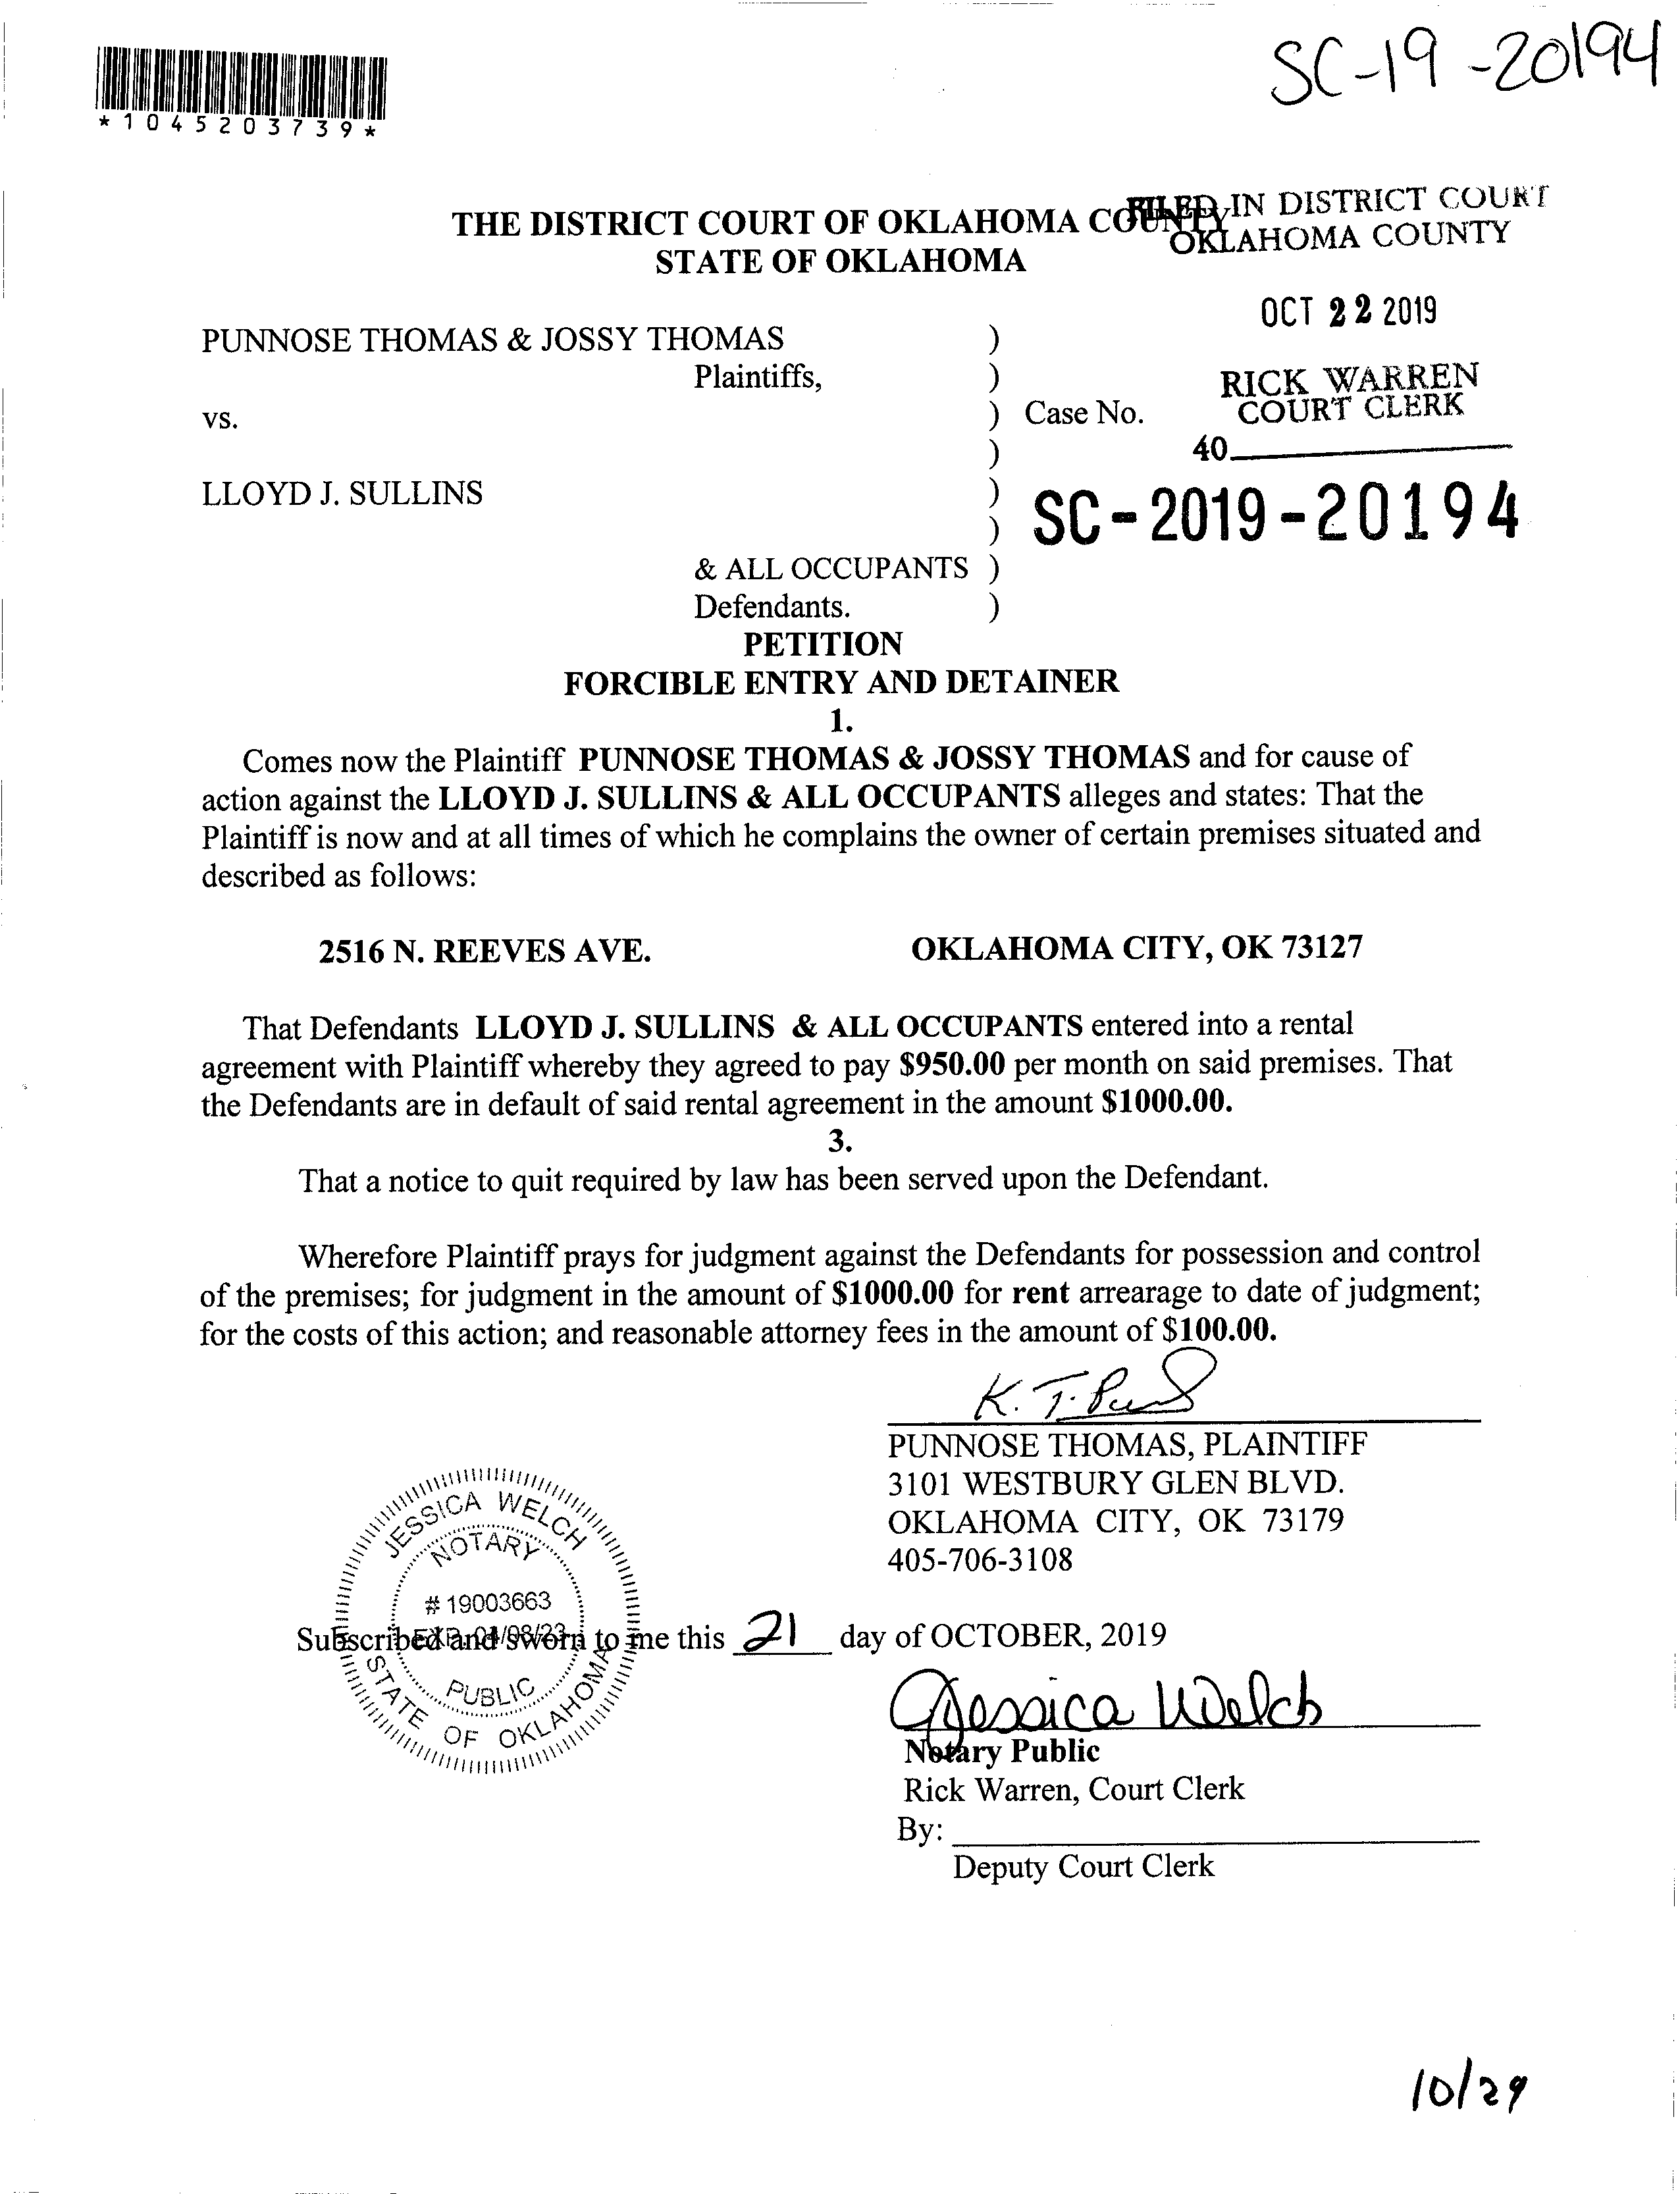 SC-19-20194
*1045203739*
THE DISTRICT COURT OF OKLAHOMA COUNTY
STATE OF OKLAHOMA
FILED IN DISTRICT COURT
OKLAHOMA COUNTY
OCT 22 2019
RICK WARREN
COURT CLERK
40
PUNNOSE THOMAS & JOSSY THOMAS )
Plaintiffs, )
vs. ) Case No.
)
LLOYD J. SULLINS )
) SC-2019-20194
& ALL OCCUPANTS )
Defendants. )
PETITION
FORCIBLE ENTRY AND DETAINER
1.
Comes now the Plaintiff PUNNOSE THOMAS & JOSSY THOMAS and for cause of
action against the LLOYD J. SULLINS & ALL OCCUPANTS alleges and states: That the
Plaintiff is now and at all times of which he complains the owner of certain premises situated and
described as follows:
2516 N. REEVES AVE. OKLAHOMA CITY, OK 73127
That Defendants LLOYD J. SULLINS & ALL OCCUPANTS entered into a rental
agreement with Plaintiff whereby they agreed to pay $950.00 per month on said premises. That
the Defendants are in default of said rental agreement in the amount $1000.00.
3.
That a notice to quit required by law has been served upon the Defendant.
Wherefore Plaintiff prays for judgment against the Defendants for possession and control
of the premises; for judgment in the amount of $1000.00 for rent arrearage to date of judgment;
for the costs of this action; and reasonable attorney fees in the amount of $100.00.
K. T.
PUNNOSE THOMAS, PLAINTIFF
3101 WESTBURY GLEN BLVD.
OKLAHOMA CITY, OK 73179
405-706-3108
JESSICA WELCH
NOTARY
# 19003663
PUBLIC
STATE OF OKLAHOMA
Subscribed and sworn to me this 21 day of OCTOBER, 2019
Jessica Welch
Notary Public
Rick Warren, Court Clerk
By:
Deputy Court Clerk
10/29